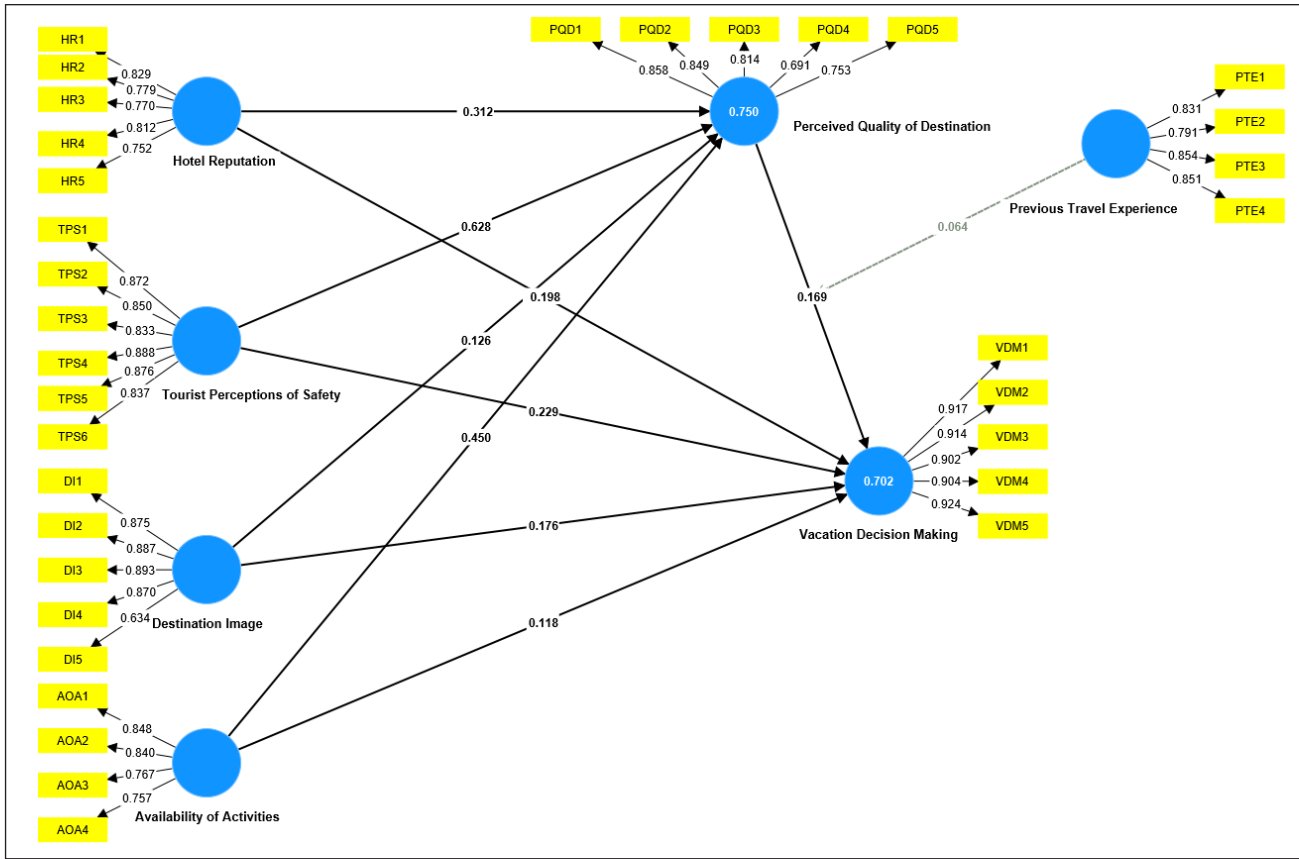 HR1
HR2
HR3
HR4
HR5
0.829
0.779
0.770
0.812
0.752
Hotel Reputation
TPS1
TPS2
TPS3
TPS4
TPS5
TPS6
0.872
0.850
0.833
0.888
0.876
0.837
Tourist Perceptions of Safety
DI1
DI2
DI3
DI4
DI5
0.875
0.887
0.893
0.870
0.634
Destination Image
AOA1
AOA2
AOA3
AOA4
0.848
0.840
0.767
0.757
Availability of Activities
0.312
0.628
0.198
0.126
0.229
0.450
0.176
0.118
PQD1
PQD2
PQD3
PQD4
PQD5
0.858
0.849
0.814
0.691
0.753
0.750
Perceived Quality of Destination
0.169
0.064
PTE1
PTE2
PTE3
PTE4
0.831
0.791
0.854
0.851
Previous Travel Experience
VDM1
VDM2
VDM3
VDM4
VDM5
0.917
0.914
0.902
0.904
0.924
0.702
Vacation Decision Making